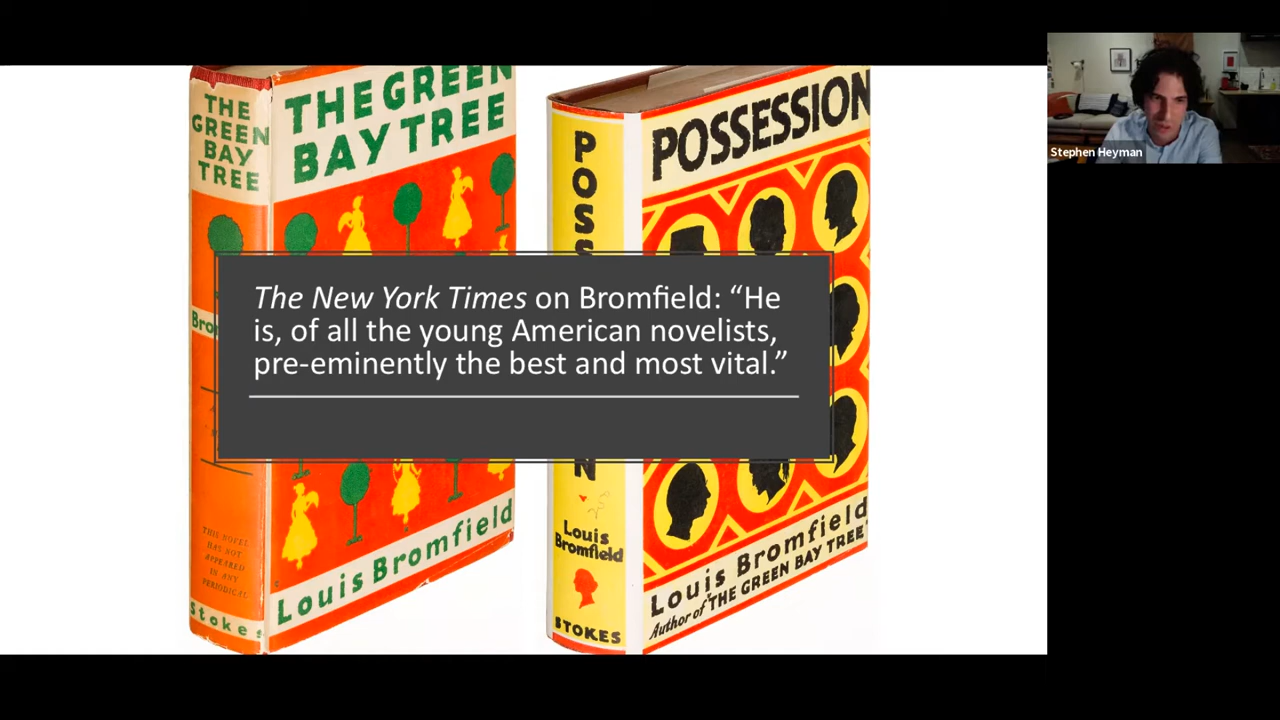 THE
GREEN
BAY
TREE
Bro
THIS NOVEL
HAS NOT
APPEARED
IN ANY
PERIODICAL
Stokes
THE GREEN
BAY TREE
Louis Bromfield
POSS
N
Louis
Bromfield
STOKES
POSSESSION
Louis Bromfield
Author of "THE GREEN BAY TREE"
The New York Times on Bromfield: “He
is, of all the young American novelists,
pre-eminently the best and most vital.”
Stephen Heyman